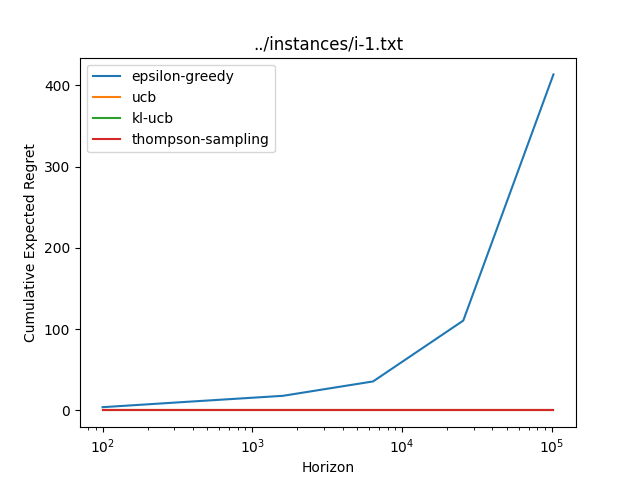 ../instances/i-1.txt
epsilon-greedy
ucb
kl-ucb
thompson-sampling
Cumulative Expected Regret
400
300
200
100
0
10²
10³
10⁴
10⁵
Horizon